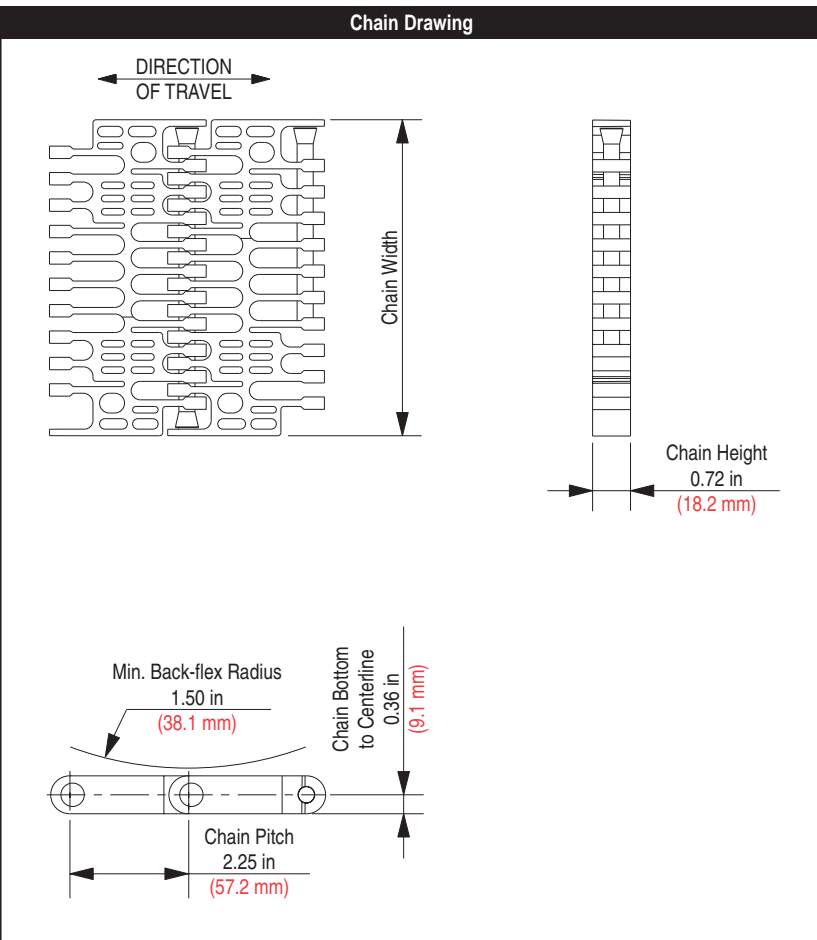 Chain Drawing
DIRECTION
OF TRAVEL
Chain Width
Chain Height
0.72 in
(18.2 mm)
Min. Back-flex Radius
1.50 in
(38.1 mm)
Chain Bottom
to Centerline
0.36 in
(9.1 mm)
Chain Pitch
2.25 in
(57.2 mm)